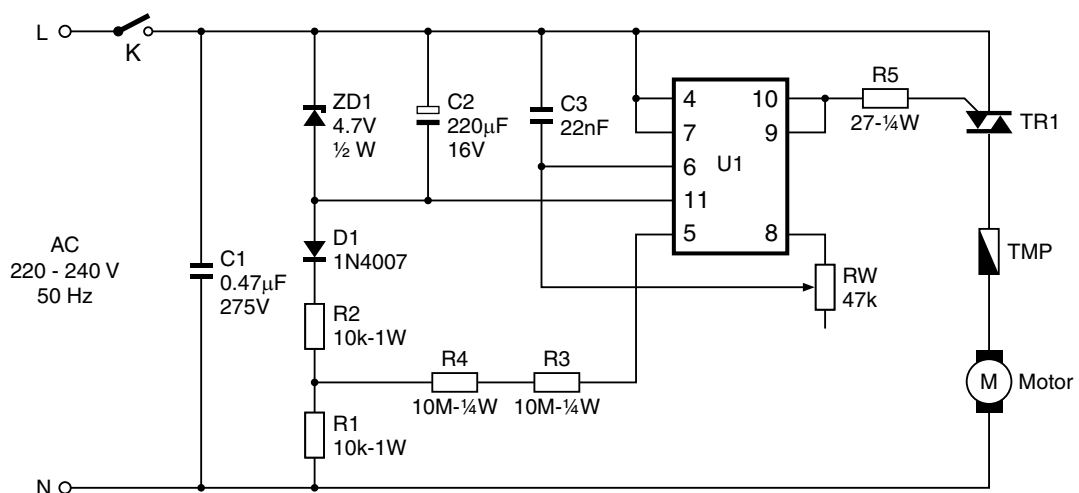 L
K
ZD1
4.7V
½ W
C2
220µF
16V
C3
22nF
4
7
6
11
5
10
9
8
U1
R5
27-¼W
TR1
D1
1N4007
AC
220 - 240 V
50 Hz
C1
0.47µF
275V
RW
47k
TMP
R2
10k-1W
R4
10M-¼W
R3
10M-¼W
M
Motor
R1
10k-1W
N